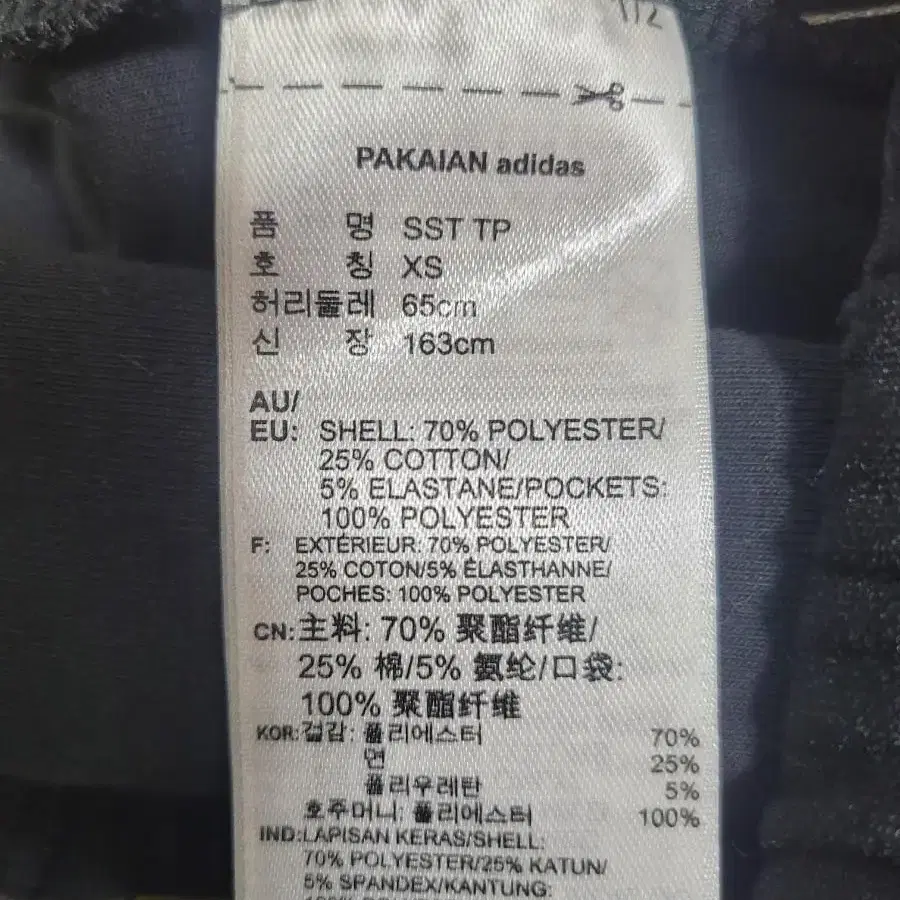 1/2
PAKAIAN adidas
품 명 SST TP
호 칭 XS
허리둘레 65cm
신 장 163cm
AU/
EU: SHELL: 70% POLYESTER/
25% COTTON/
5% ELASTANE/POCKETS:
100% POLYESTER
F: EXTÉRIEUR: 70% POLYESTER/
25% COTON/5% ÉLASTHANNE/
POCHES: 100% POLYESTER
CN: 主料: 70% 聚酯纤维/
25% 棉/5% 氨纶/口袋:
100% 聚酯纤维
KOR: 겉감: 폴리에스터 70%
면 25%
폴리우레탄 5%
호주머니: 폴리에스터 100%
IND: LAPISAN KERAS/SHELL:
70% POLYESTER/25% KATUN/
5% SPANDEX/KANTUNG: